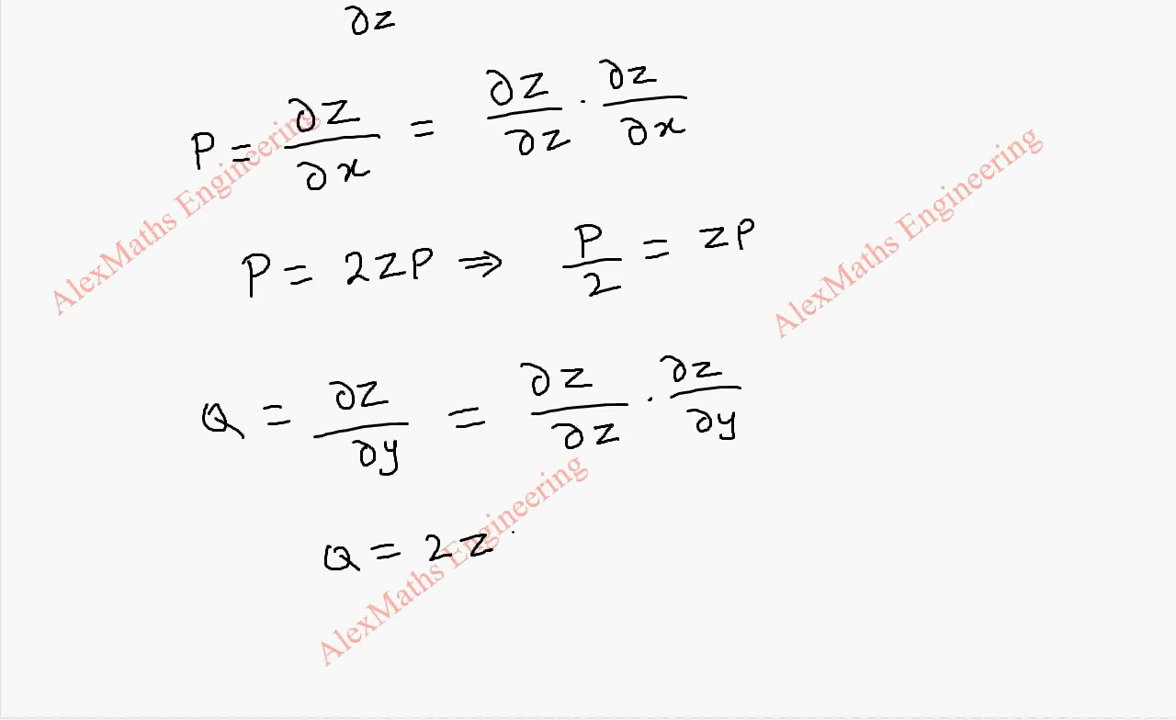 ∂z
P = ∂Z/∂x = ∂Z/∂z · ∂z/∂x
P = 2zp ⇒ P/2 = zp
Q = ∂Z/∂y = ∂Z/∂z · ∂z/∂y
Q = 2z
AlexMaths Engineering
AlexMaths Engineering
AlexMaths Engineering